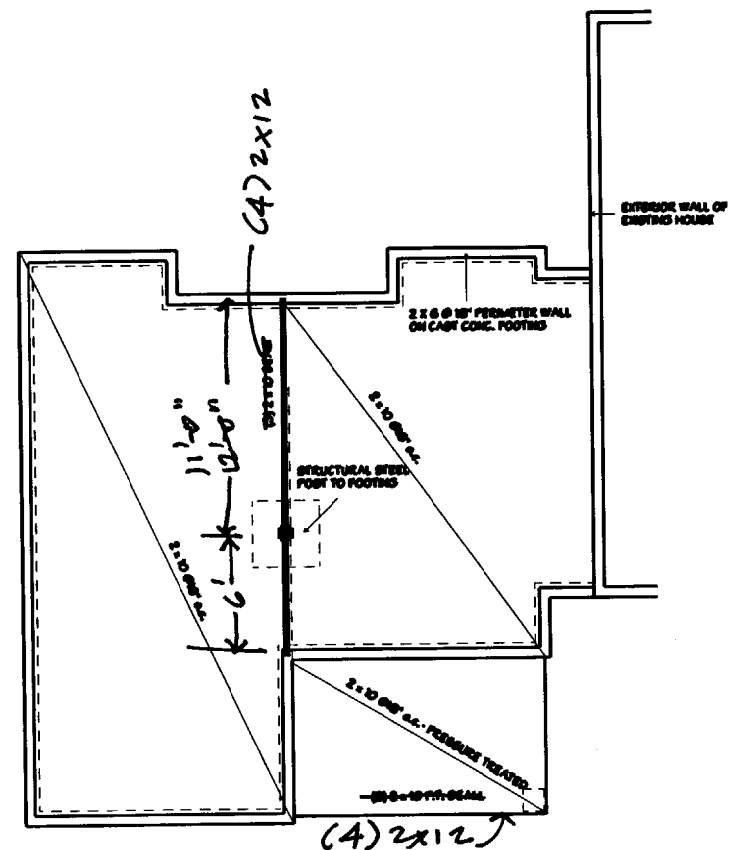 (4) 2x12
EXTERIOR WALL OF
EXISTING HOUSE
2 X 6 @ 16" PERIMETER WALL
ON CAST CONC. FOOTING
2 x 10 @16" o.c.
11'-0"
12'-0"
STRUCTURAL STEEL
POST TO FOOTING
2 x 10 @16" o.c.
6'
2 x 10 @16" o.c. - PRESSURE TREATED
(4) 2x12